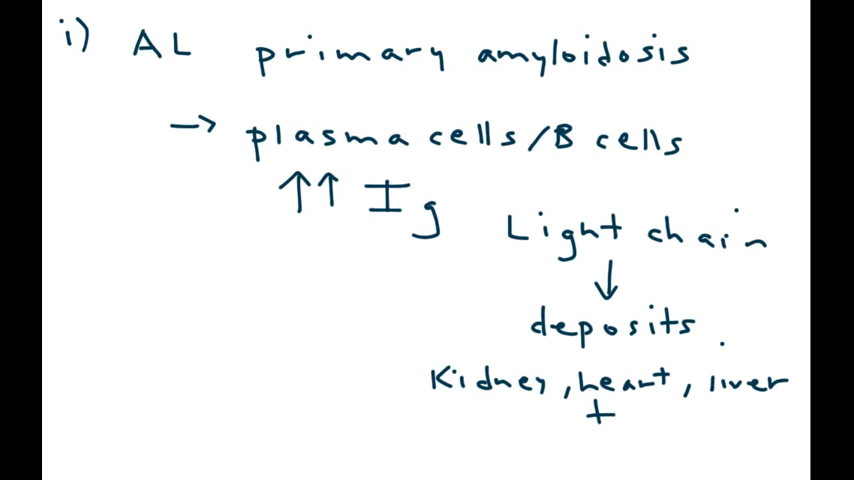 i) AL primary amyloidosis
→ plasma cells/B cells
↑↑ Ig Light chain
↓
deposits.
Kidney, heart, liver
+